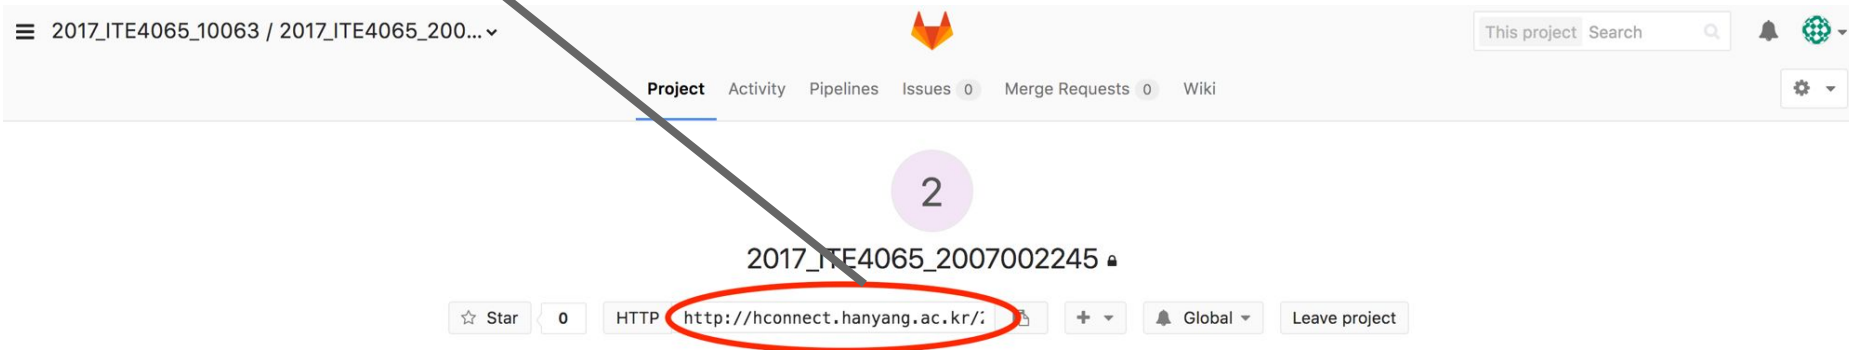 2017_ITE4065_10063 / 2017_ITE4065_200...
This project Search
Project Activity Pipelines Issues 0 Merge Requests 0 Wiki
2
2017_ITE4065_2007002245
Star 0 HTTP http://hconnect.hanyang.ac.kr/2 Global Leave project